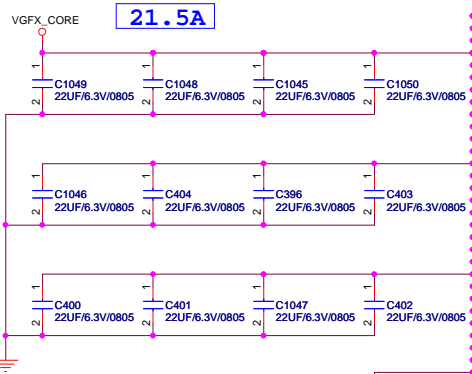 VGFX_CORE
21.5A
1 C1049 1 C1048 1 C1045 1 C1050
2 22UF/6.3V/0805 2 22UF/6.3V/0805 2 22UF/6.3V/0805 2 22UF/6.3V/0805
1 C1046 1 C404 1 C396 1 C403
2 22UF/6.3V/0805 2 22UF/6.3V/0805 2 22UF/6.3V/0805 2 22UF/6.3V/0805
1 C400 1 C401 1 C1047 1 C402
2 22UF/6.3V/0805 2 22UF/6.3V/0805 2 22UF/6.3V/0805 2 22UF/6.3V/0805